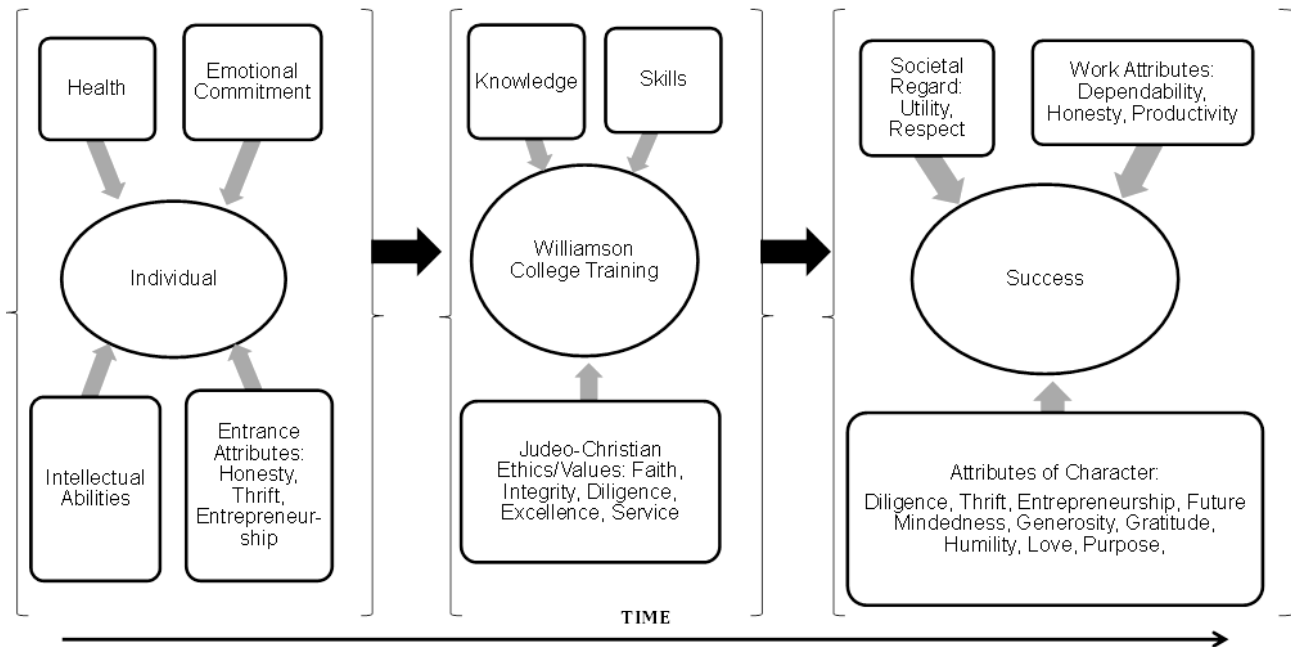 Health
Emotional
Commitment
Individual
Intellectual
Abilities
Entrance
Attributes:
Honesty,
Thrift,
Entrepreneur-
ship
Knowledge
Skills
Williamson
College Training
Judeo-Christian
Ethics/Values: Faith,
Integrity, Diligence,
Excellence, Service
Societal
Regard:
Utility,
Respect
Work Attributes:
Dependability,
Honesty, Productivity
Success
Attributes of Character:
Diligence, Thrift, Entrepreneurship, Future
Mindedness, Generosity, Gratitude,
Humility, Love, Purpose,
TIME